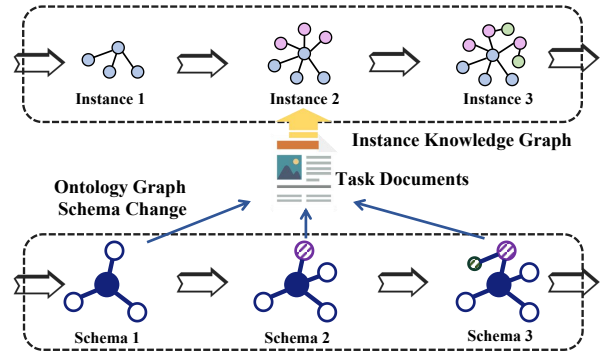 Instance 1
Instance 2
Instance 3
Instance Knowledge Graph
Task Documents
Ontology Graph
Schema Change
Schema 1
Schema 2
Schema 3